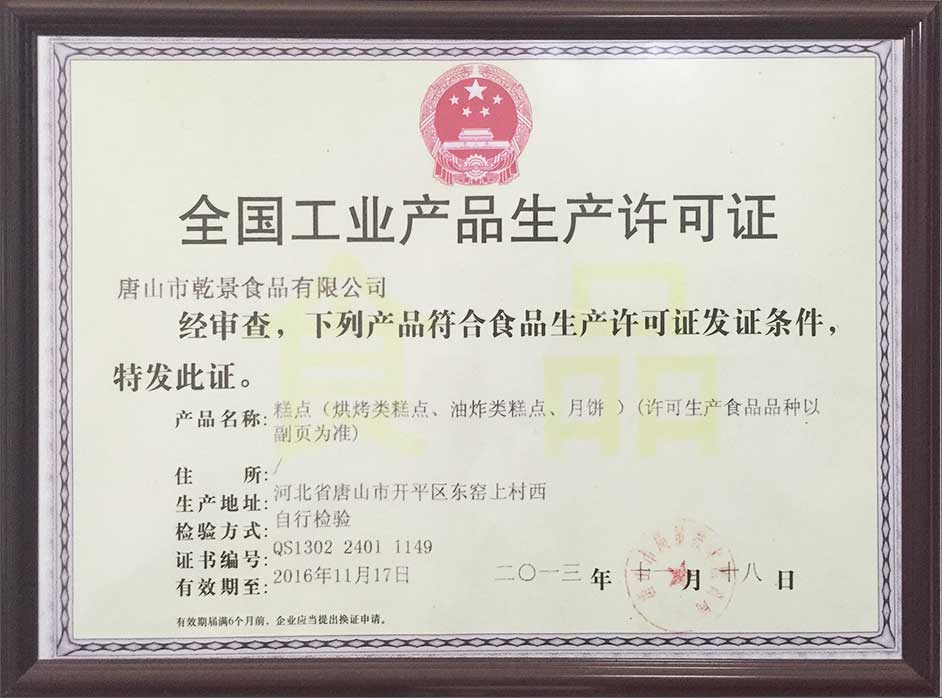 全国工业产品生产许可证
唐山市乾景食品有限公司
经审查，下列产品符合食品生产许可证发证条件，
特发此证。
食品
产品名称：糕点（烘烤类糕点、油炸类糕点、月饼 ）(许可生产食品品种以
副页为准)
住 所：/
生产地址：河北省唐山市开平区东窑上村西
检验方式：自行检验
证书编号：QS1302 2401 1149
有效期至：2016年11月17日
二〇一三 年 十一 月 十八 日
有效期届满6个月前，企业应当提出换证申请。